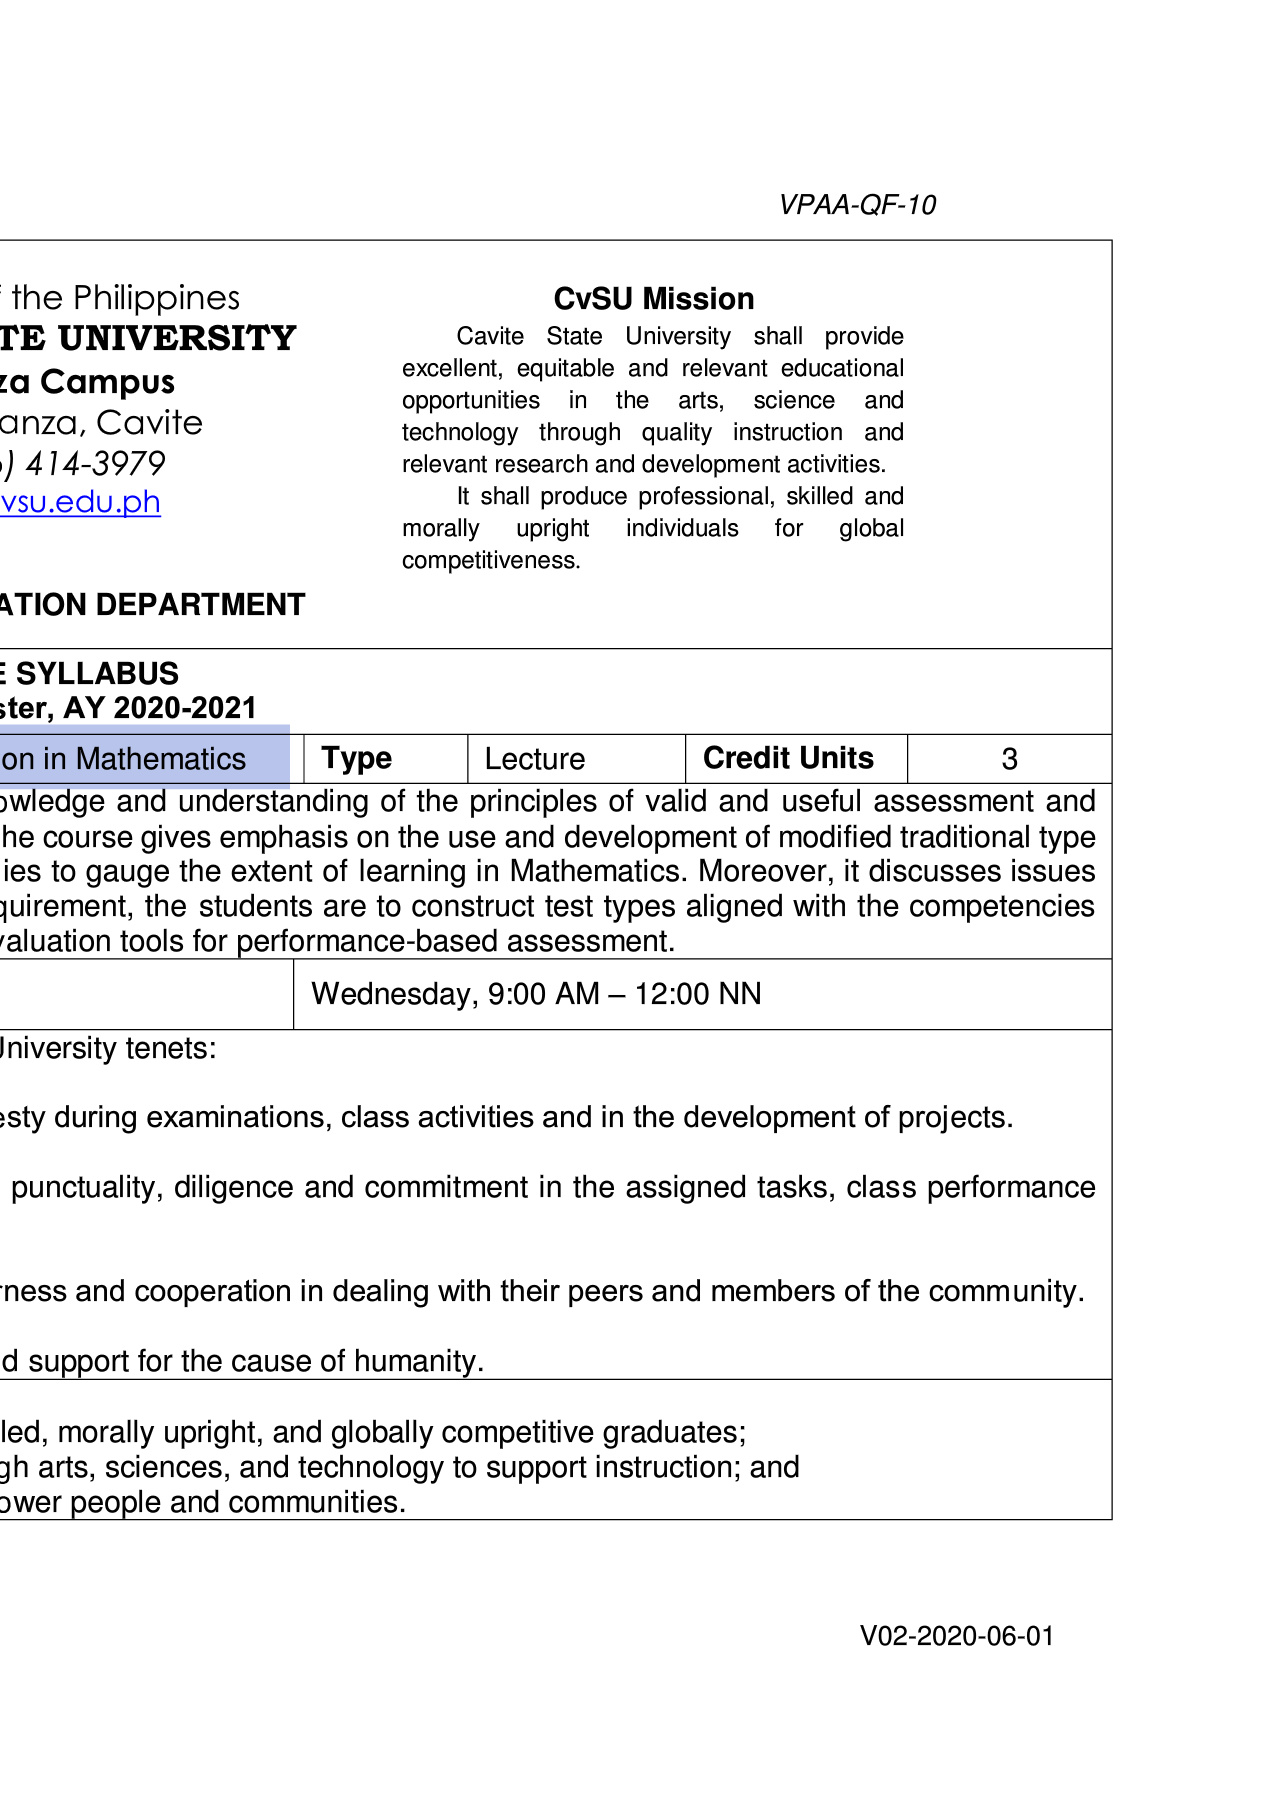 VPAA-QF-10
f the Philippines
TE UNIVERSITY
za Campus
anza, Cavite
) 414-3979
vsu.edu.ph
ATION DEPARTMENT
CvSU Mission
Cavite State University shall provide
excellent, equitable and relevant educational
opportunities in the arts, science and
technology through quality instruction and
relevant research and development activities.
It shall produce professional, skilled and
morally upright individuals for global
competitiveness.
E SYLLABUS
ster, AY 2020-2021
on in Mathematics Type Lecture Credit Units 3
owledge and understanding of the principles of valid and useful assessment and
he course gives emphasis on the use and development of modified traditional type
ies to gauge the extent of learning in Mathematics. Moreover, it discusses issues
quirement, the students are to construct test types aligned with the competencies
valuation tools for performance-based assessment.
Wednesday, 9:00 AM – 12:00 NN
University tenets:
esty during examinations, class activities and in the development of projects.
punctuality, diligence and commitment in the assigned tasks, class performance
rness and cooperation in dealing with their peers and members of the community.
d support for the cause of humanity.
led, morally upright, and globally competitive graduates;
gh arts, sciences, and technology to support instruction; and
ower people and communities.
V02-2020-06-01